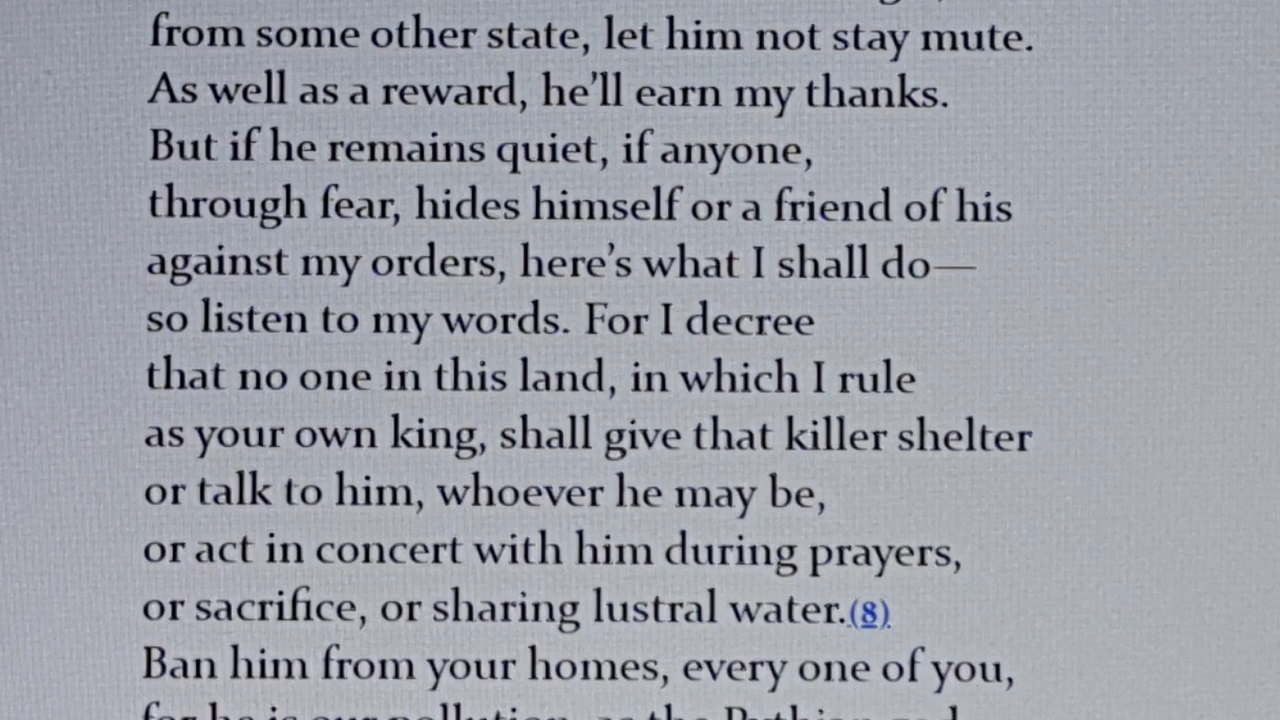 from some other state, let him not stay mute.
As well as a reward, he’ll earn my thanks.
But if he remains quiet, if anyone,
through fear, hides himself or a friend of his
against my orders, here’s what I shall do—
so listen to my words. For I decree
that no one in this land, in which I rule
as your own king, shall give that killer shelter
or talk to him, whoever he may be,
or act in concert with him during prayers,
or sacrifice, or sharing lustral water.(8)
Ban him from your homes, every one of you,